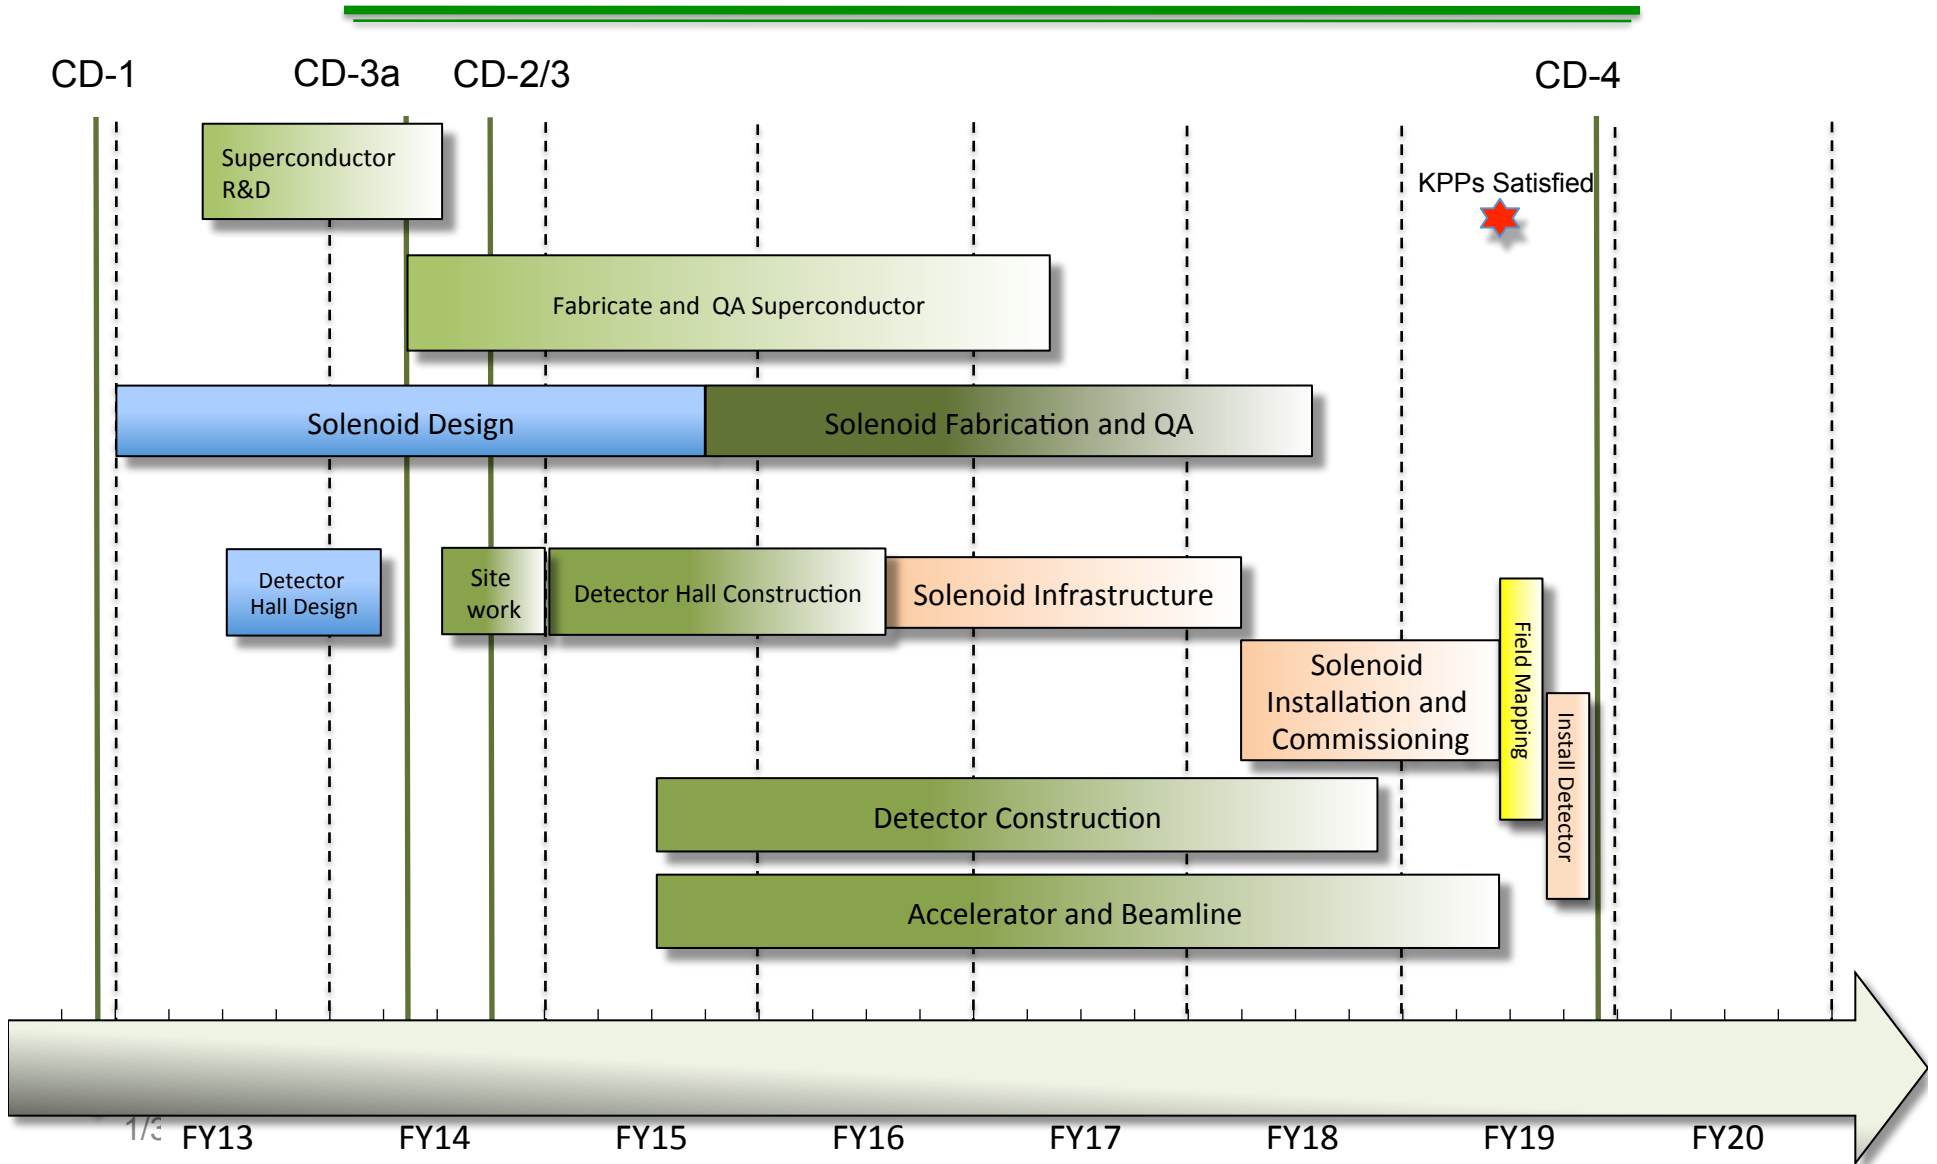 CD-1
CD-3a
CD-2/3
CD-4
Superconductor
R&D
KPPs Satisfied
Fabricate and QA Superconductor
Solenoid Design
Solenoid Fabrication and QA
Detector
Hall Design
Site
work
Detector Hall Construction
Solenoid Infrastructure
Solenoid
Installation and
Commissioning
Field Mapping
Install Detector
Detector Construction
Accelerator and Beamline
1/3
FY13
FY14
FY15
FY16
FY17
FY18
FY19
FY20